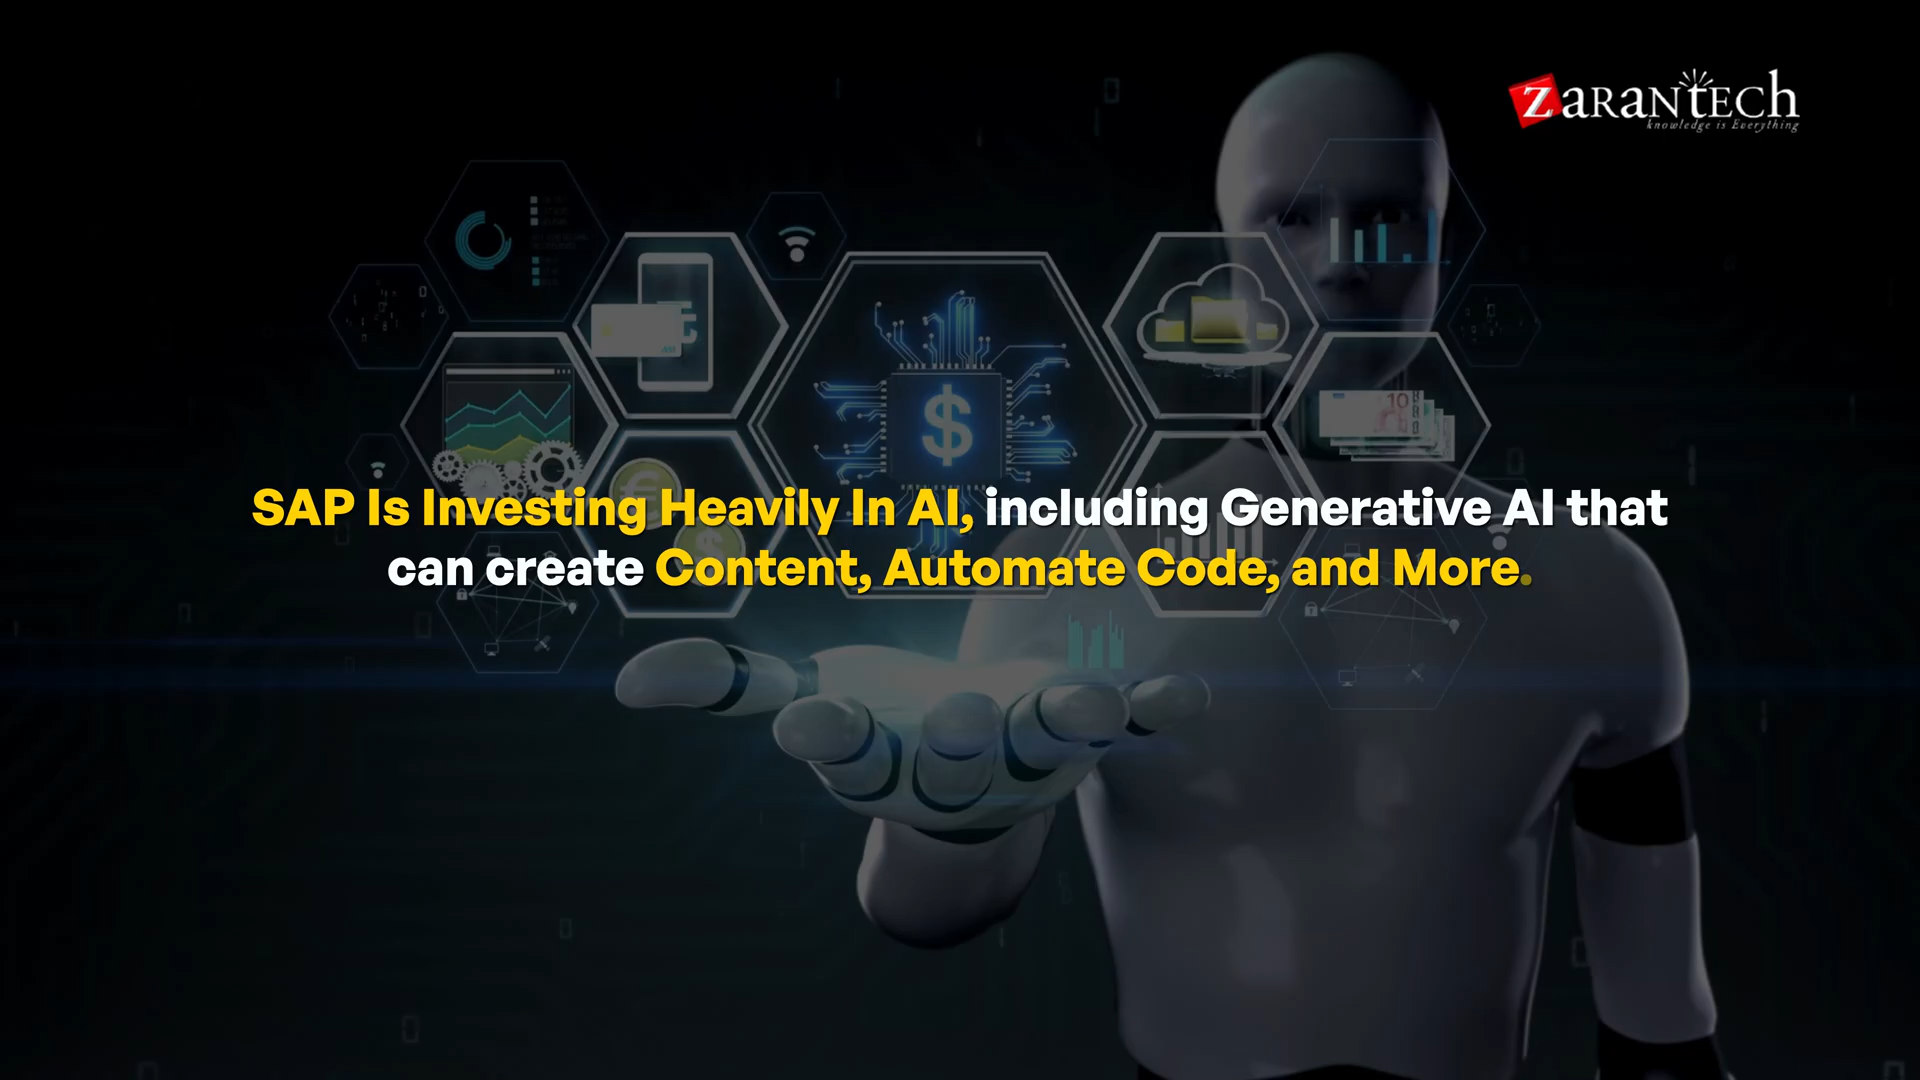 ZaranTech
knowledge is Everything
$
10
SAP Is Investing Heavily In AI, including Generative AI that
can create Content, Automate Code, and More.